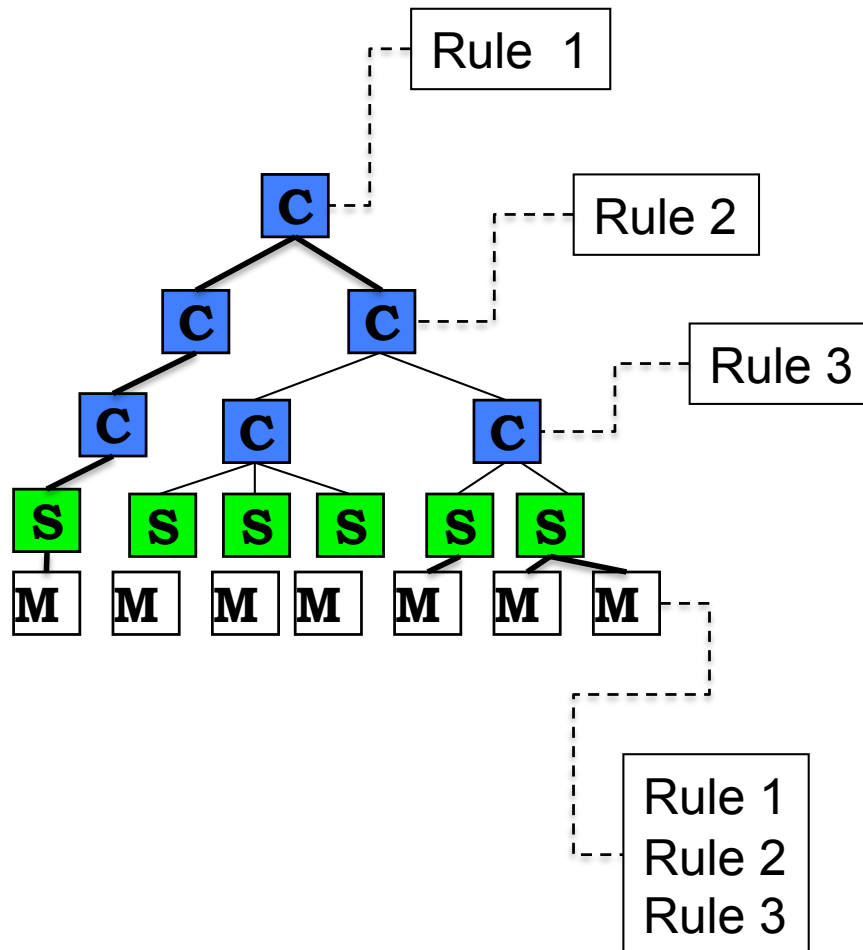 Rule 1
C
Rule 2
C C
Rule 3
C C C
S S S S S S
M M M M M M M
Rule 1
Rule 2
Rule 3